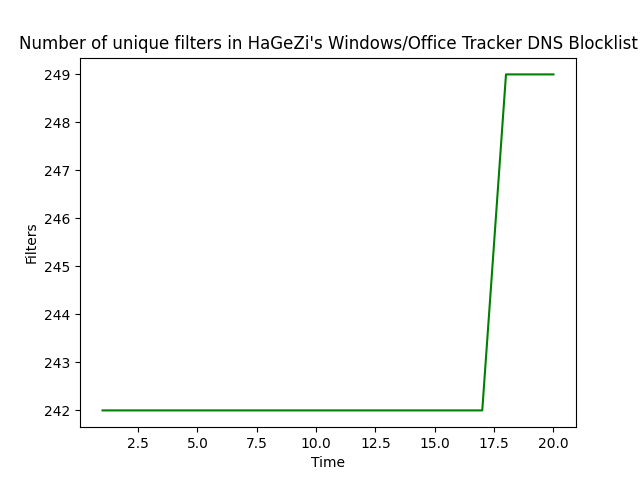 Number of unique filters in HaGeZi's Windows/Office Tracker DNS Blocklist
249
248
247
246
245
244
243
242
Filters
2.5 5.0 7.5 10.0 12.5 15.0 17.5 20.0
Time